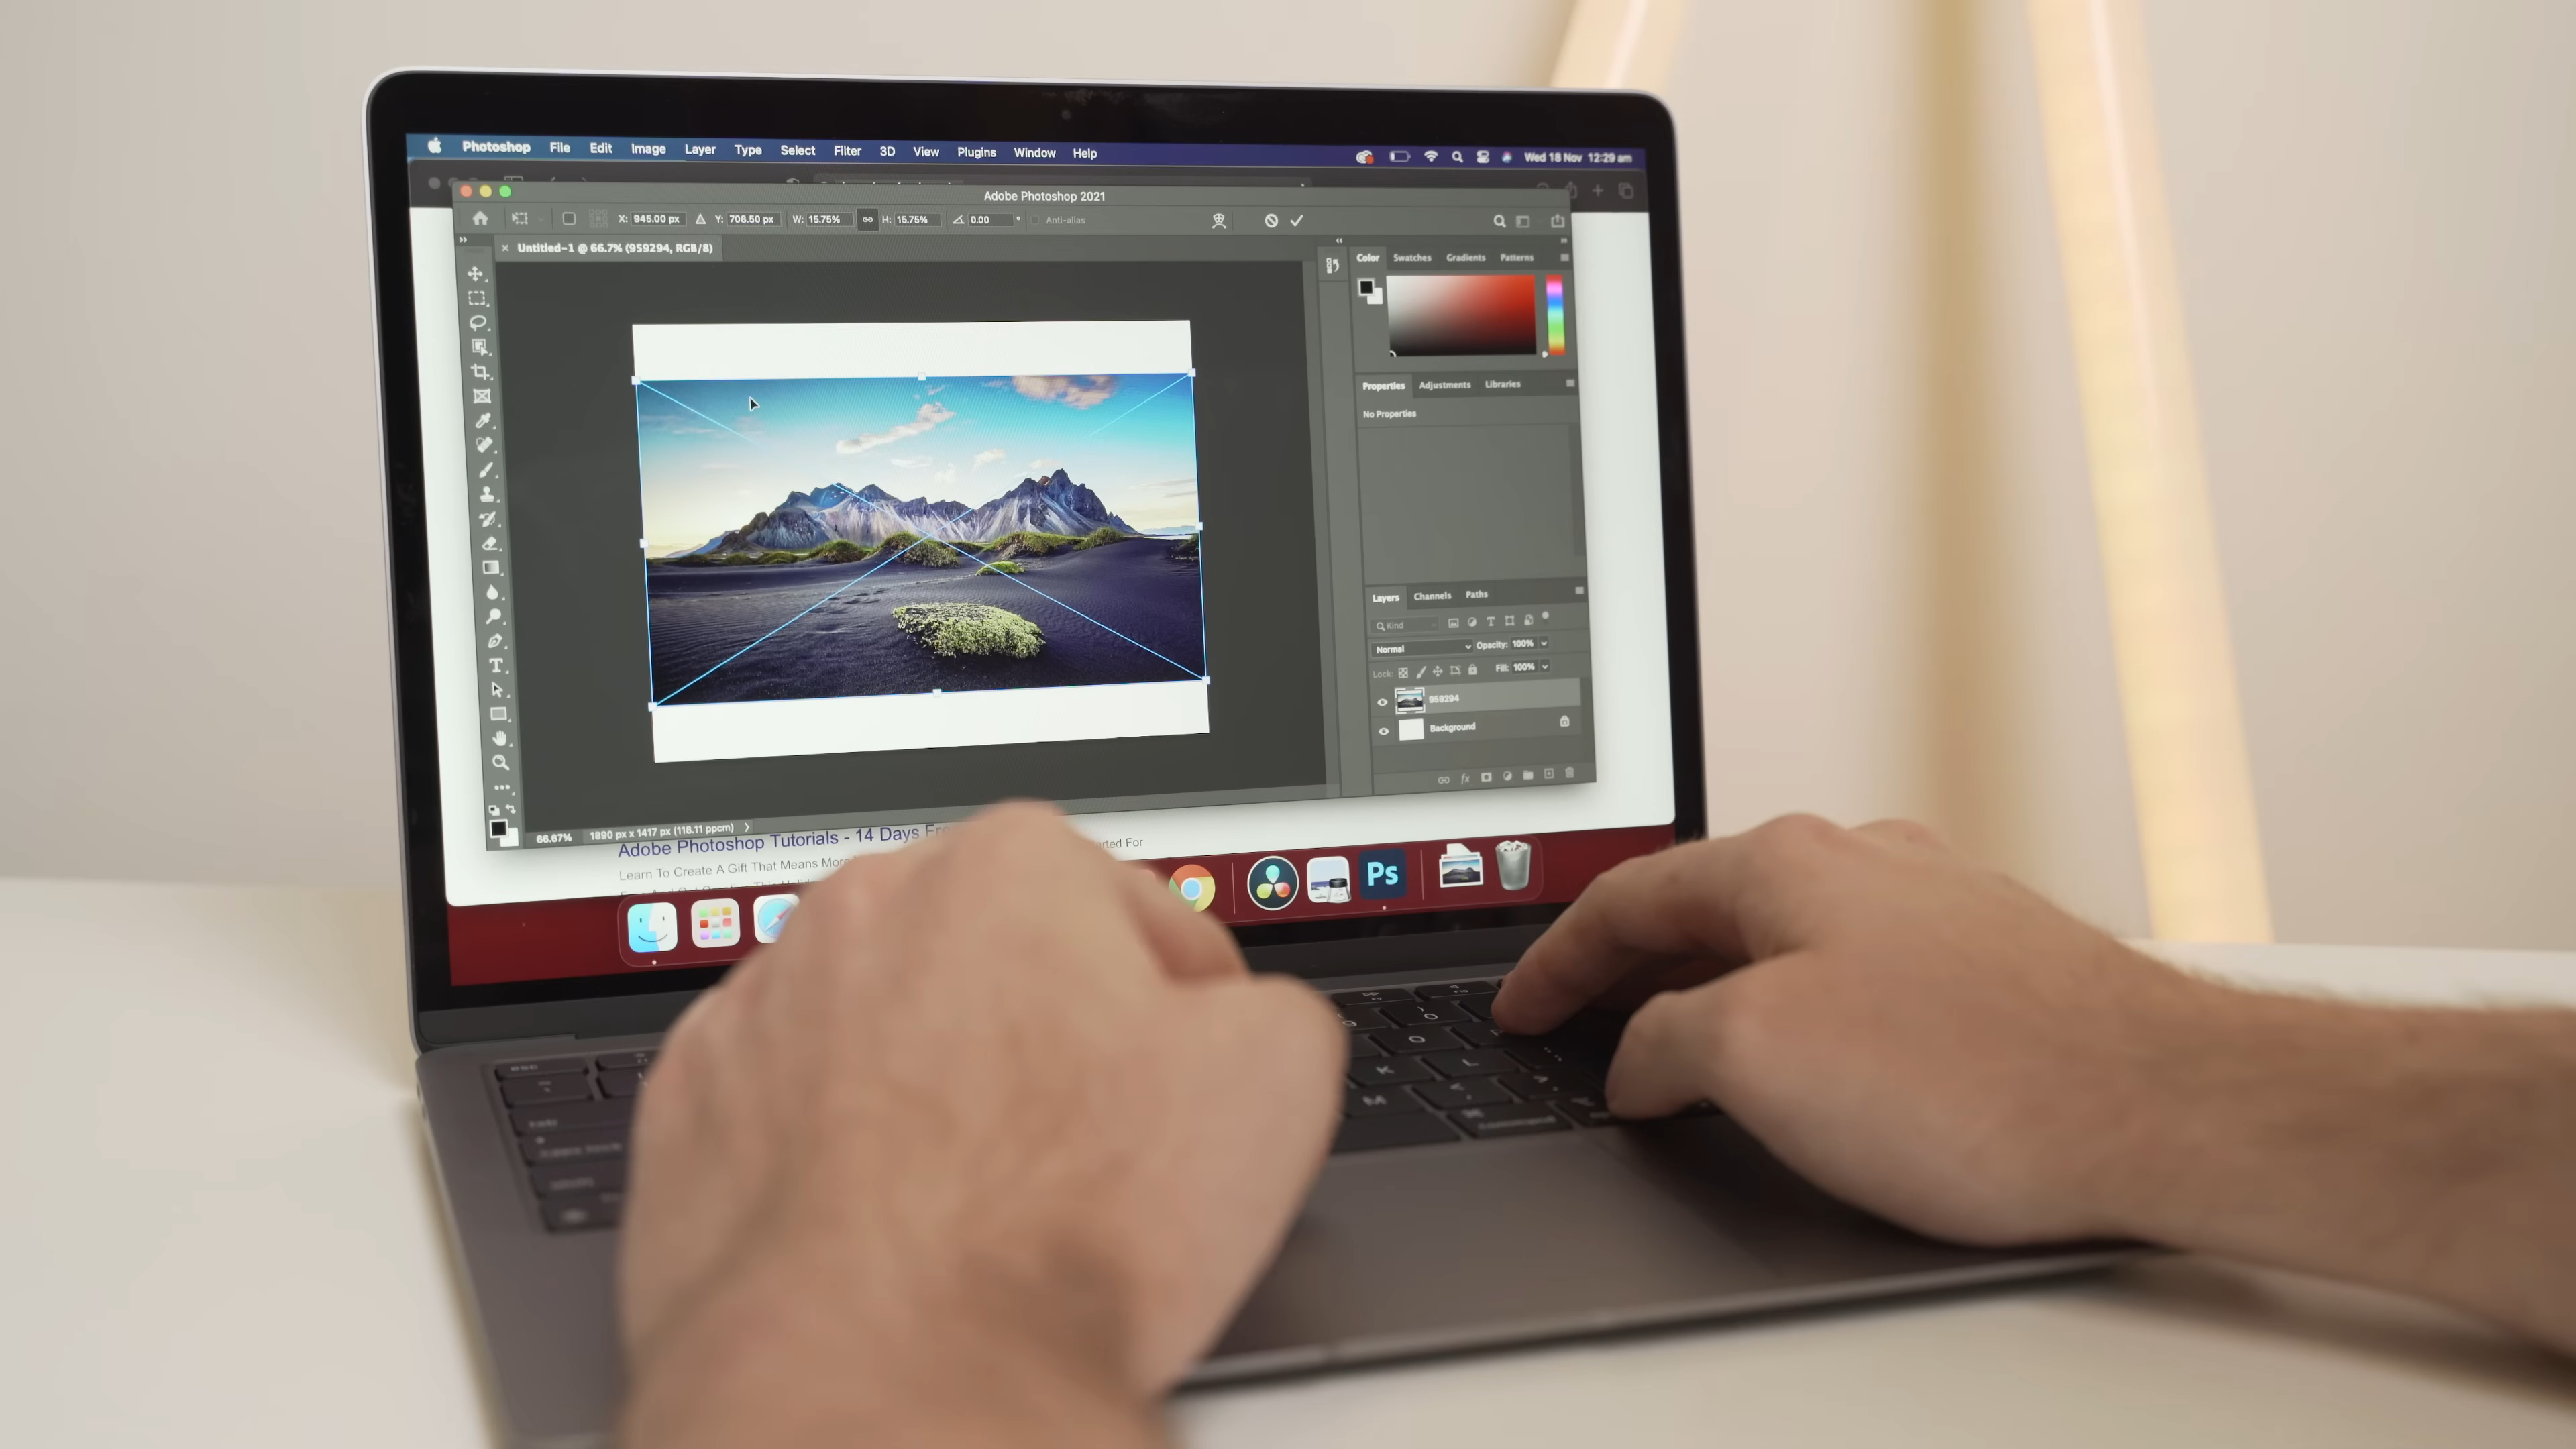 Photoshop File Edit Image Layer Type Select Filter 3D View Plugins Window Help Wed 18 Nov 12:29 am
Adobe Photoshop 2021
X: 945.00 px Y: 708.50 px W: 15.75% H: 15.75% 0.00 ° Anti-alias
Untitled-1 @ 66.7% (959294, RGB/8)
Color Swatches Gradients Patterns
Properties Adjustments Libraries
No Properties
Layers Channels Paths
Kind
Normal Opacity: 100%
Lock: Fill: 100%
959294
Background
fx
66.67% 1890 px x 1417 px (118.11 ppcm)
Adobe Photoshop Tutorials - 14 Days
Learn To Create A Gift That Means For
Ps
esc
O
K L
M
command